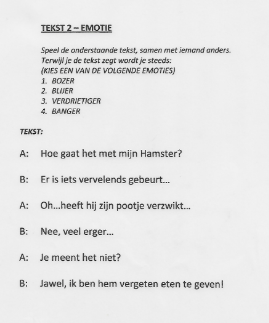 TEKST 2 – EMOTIE
Speel de onderstaande tekst, samen met iemand anders.
Terwijl je de tekst zegt wordt je steeds:
(KIES EEN VAN DE VOLGENDE EMOTIES)
1. BOZER
2. BLIJER
3. VERDRIETIGER
4. BANGER
TEKST:
A: Hoe gaat het met mijn Hamster?
B: Er is iets vervelends gebeurt...
A: Oh...heeft hij zijn pootje verzwikt...
B: Nee, veel erger...
A: Je meent het niet?
B: Jawel, ik ben hem vergeten eten te geven!